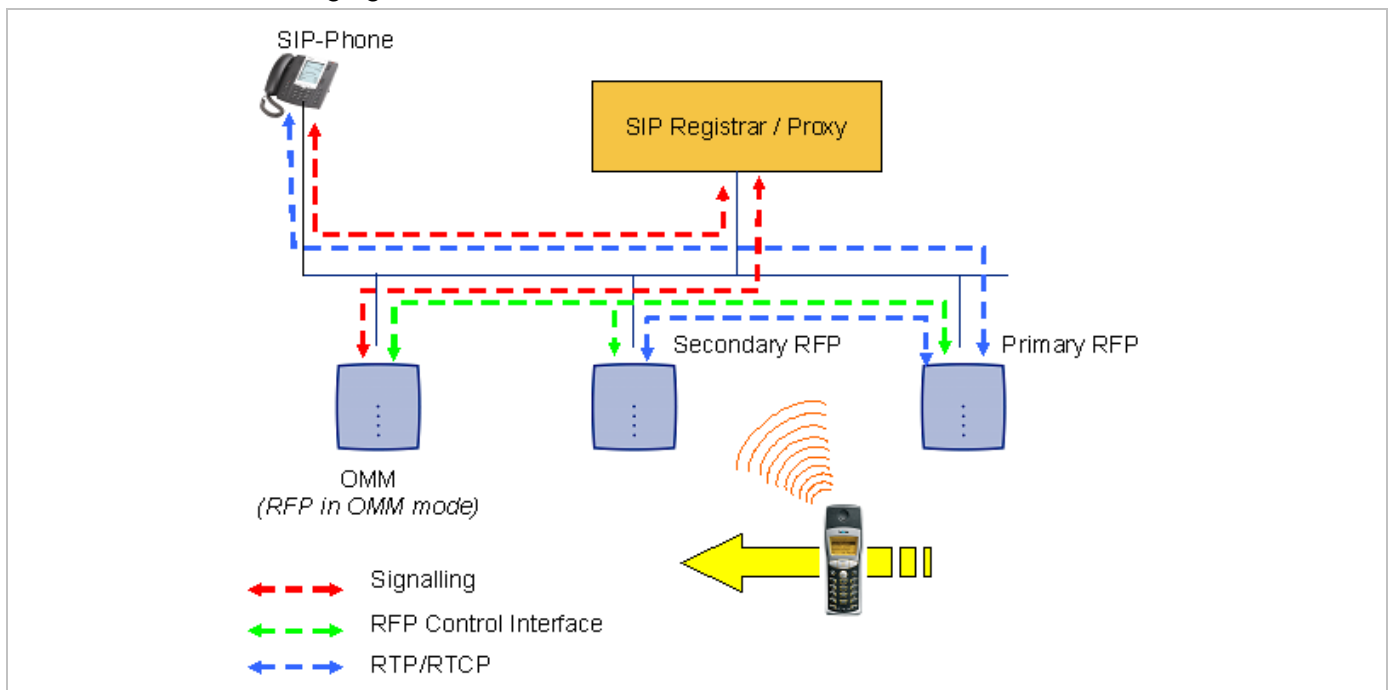 SIP-Phone
SIP Registrar / Proxy
Secondary RFP
Primary RFP
OMM
(RFP in OMM mode)
Signalling
RFP Control Interface
RTP/RTCP